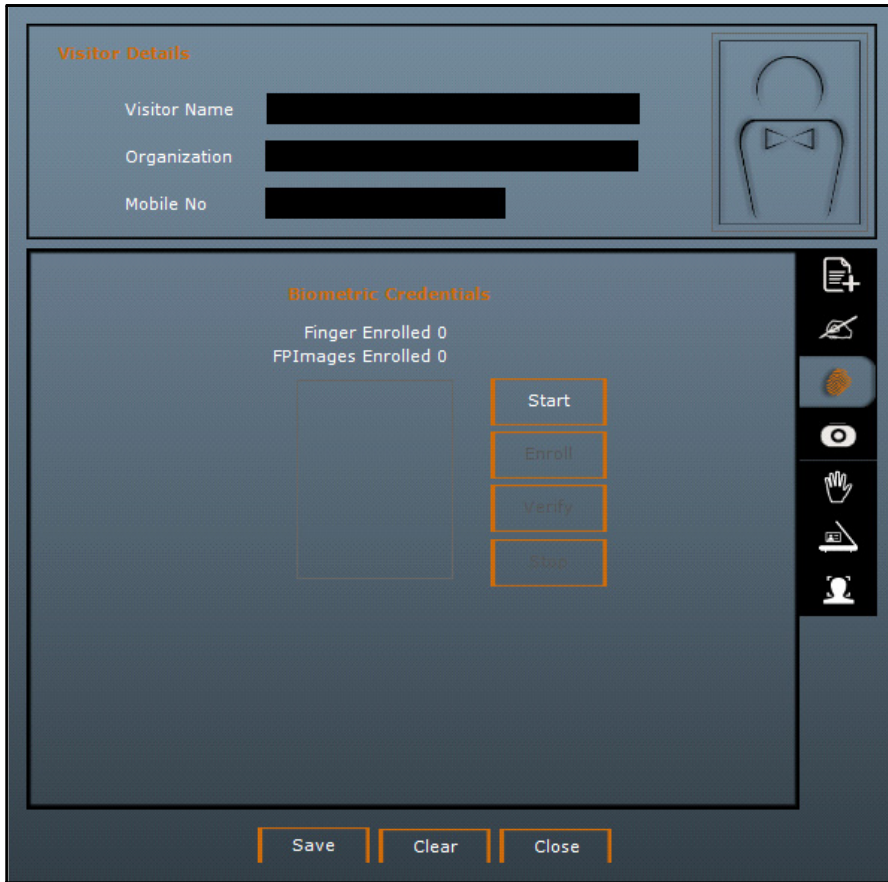 Visitor Details
Visitor Name
Organization
Mobile No
Biometric Credentials
Finger Enrolled 0
FPImages Enrolled 0
Start
Enroll
Verify
Stop
Save Clear Close